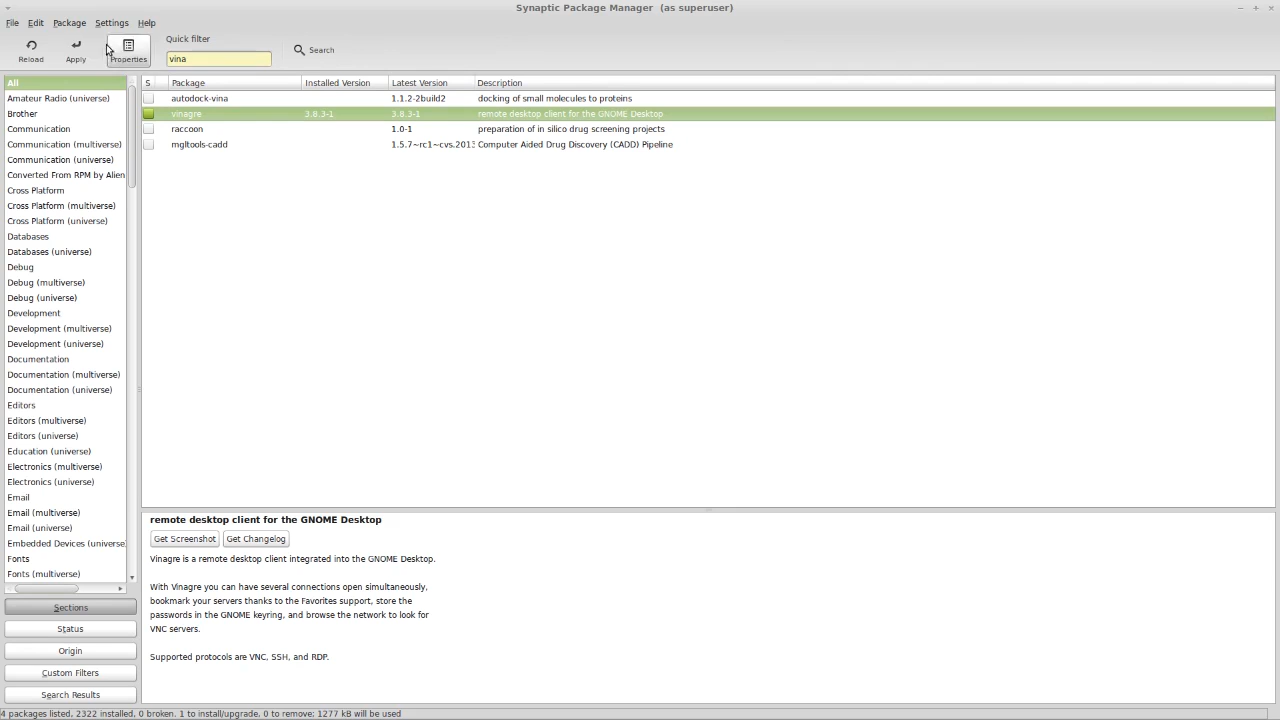 Synaptic Package Manager (as superuser)
File Edit Package Settings Help
Reload Apply Properties Quick filter vina Search
All
Amateur Radio (universe)
Brother
Communication
Communication (multiverse)
Communication (universe)
Converted From RPM by Alien
Cross Platform
Cross Platform (multiverse)
Cross Platform (universe)
Databases
Databases (universe)
Debug
Debug (multiverse)
Debug (universe)
Development
Development (multiverse)
Development (universe)
Documentation
Documentation (multiverse)
Documentation (universe)
Editors
Editors (multiverse)
Editors (universe)
Education (universe)
Electronics (multiverse)
Electronics (universe)
Email
Email (multiverse)
Email (universe)
Embedded Devices (universe
Fonts
Fonts (multiverse)
Sections
Status
Origin
Custom Filters
Search Results
S Package Installed Version Latest Version Description
autodock-vina 1.1.2-2build2 docking of small molecules to proteins
vinagre 3.8.3-1 3.8.3-1 remote desktop client for the GNOME Desktop
raccoon 1.0-1 preparation of in silico drug screening projects
mgltools-cadd 1.5.7~rc1~cvs.2013 Computer Aided Drug Discovery (CADD) Pipeline
remote desktop client for the GNOME Desktop
Get Screenshot Get Changelog
Vinagre is a remote desktop client integrated into the GNOME Desktop.
With Vinagre you can have several connections open simultaneously,
bookmark your servers thanks to the Favorites support, store the
passwords in the GNOME keyring, and browse the network to look for
VNC servers.
Supported protocols are VNC, SSH, and RDP.
4 packages listed, 2322 installed, 0 broken. 1 to install/upgrade, 0 to remove; 1277 kB will be used